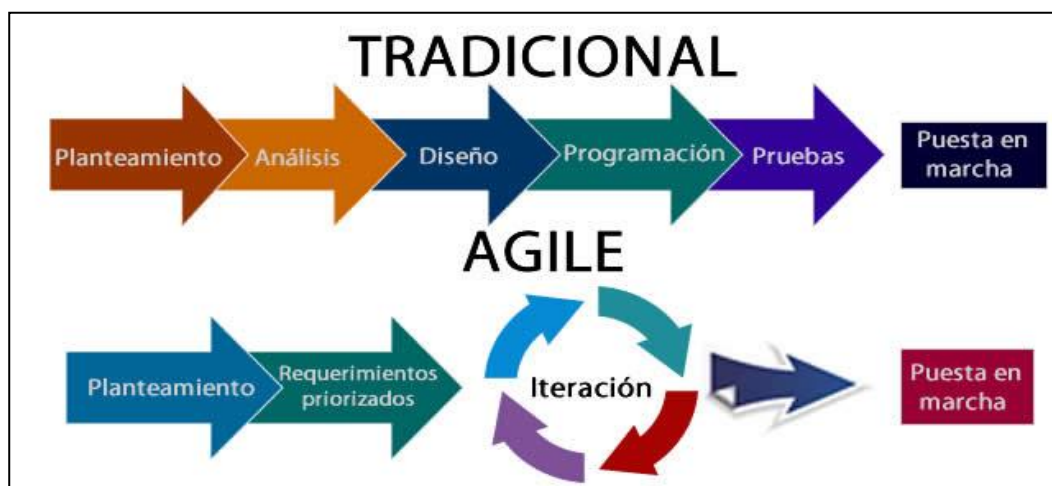 TRADICIONAL
Planteamiento
Análisis
Diseño
Programación
Pruebas
Puesta en
marcha
AGILE
Planteamiento
Requerimientos
priorizados
Iteración
Puesta en
marcha